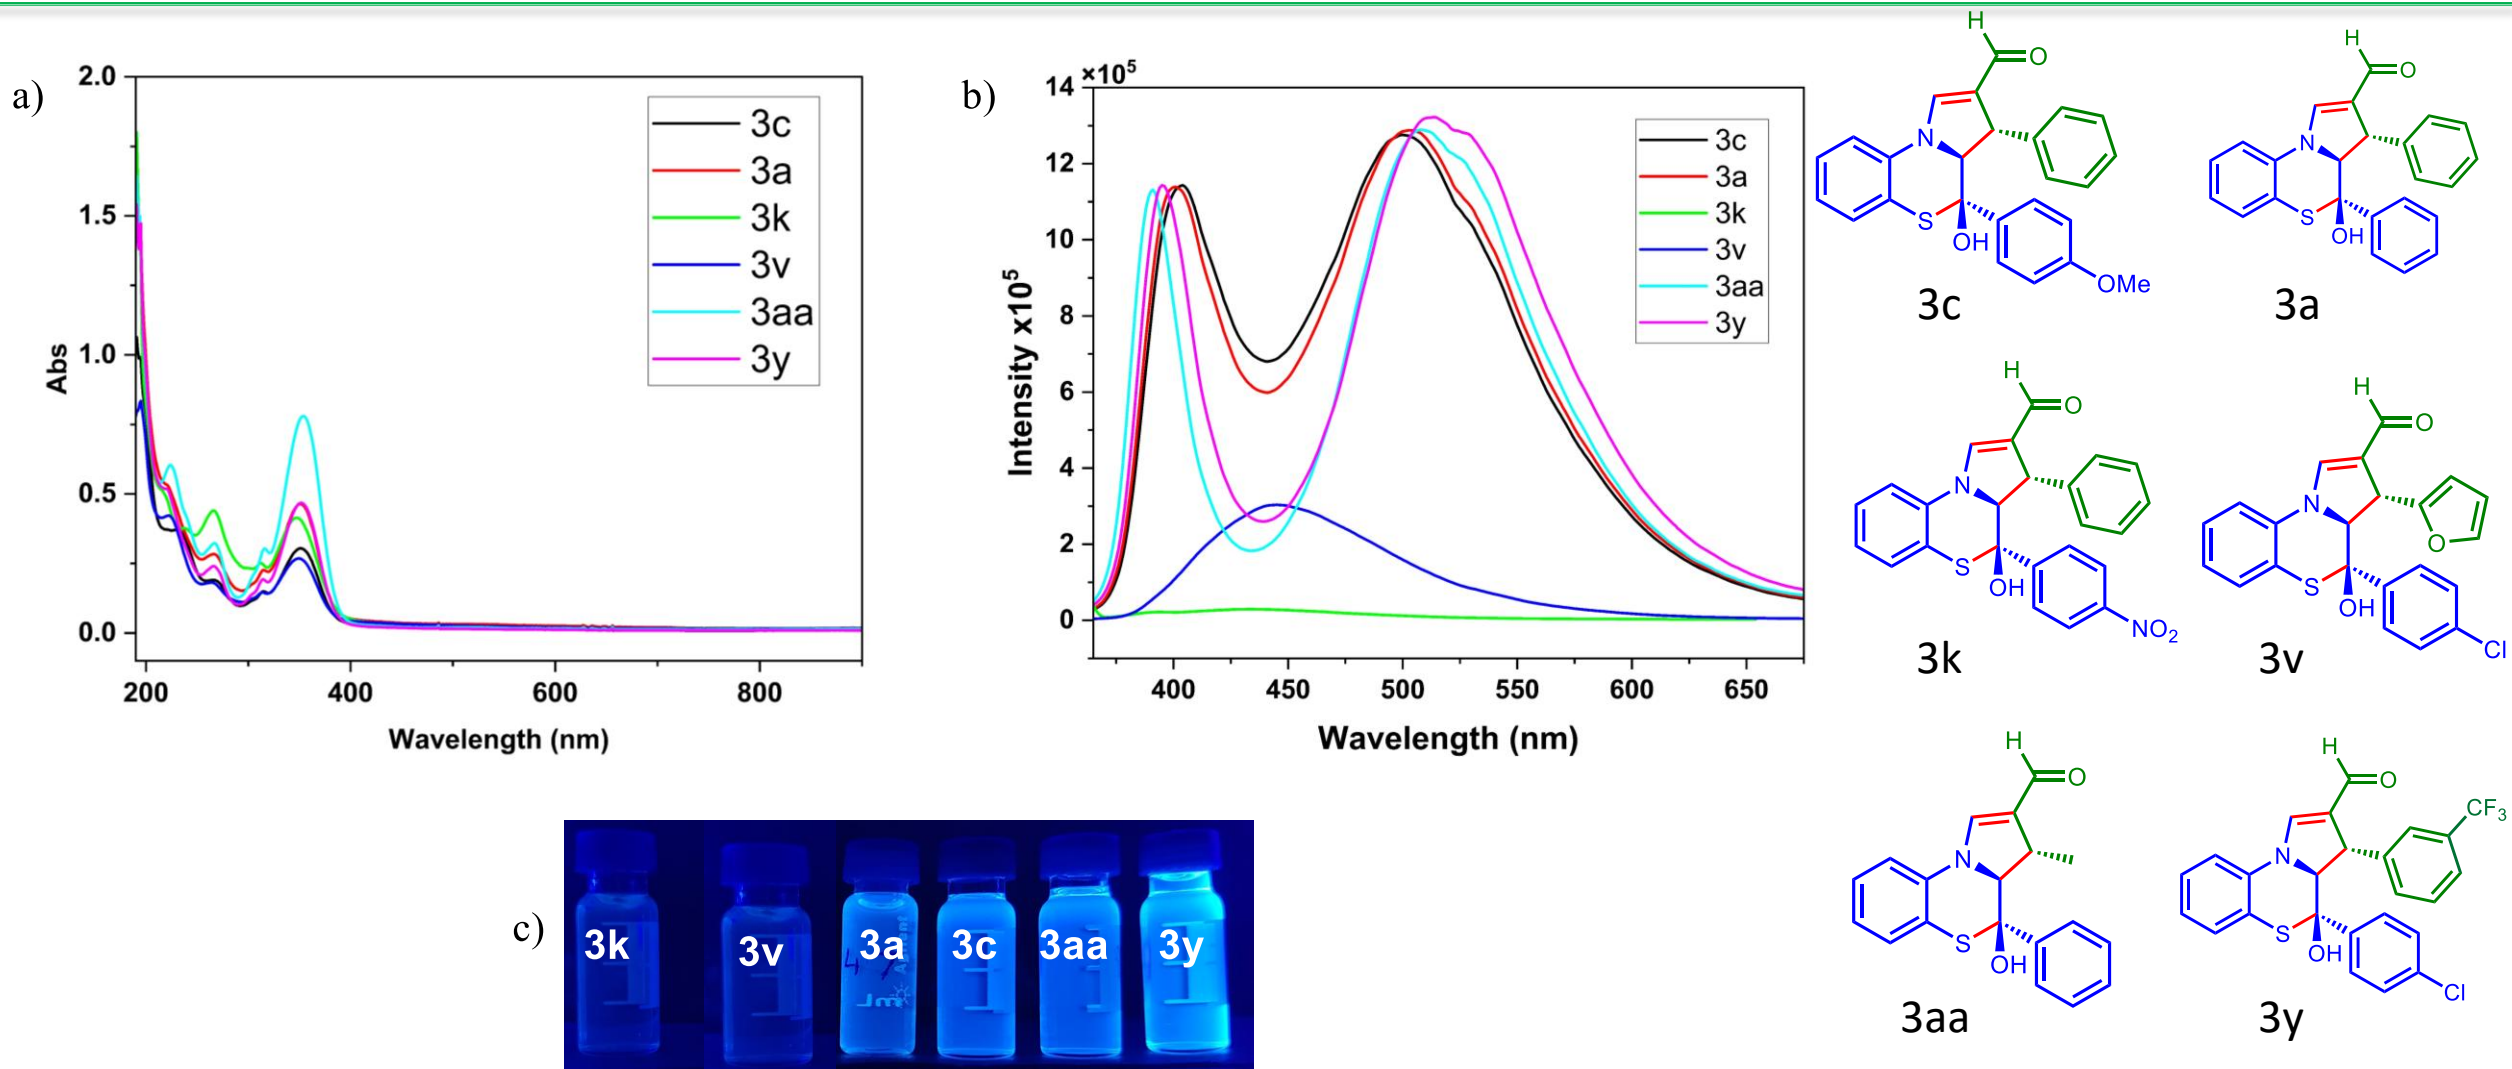 a)
2.0
1.5
1.0
0.5
0.0
Abs
200 400 600 800
Wavelength (nm)
3c
3a
3k
3v
3aa
3y
b)
14 ×10⁵
12
10
8
6
4
2
0
Intensity x10⁵
400 450 500 550 600 650
Wavelength (nm)
3c
3a
3k
3v
3aa
3y
c)
3k 3v 3a 3c 3aa 3y
H
O
N
S
OH
OMe
3c
H
O
N
S
OH
3a
H
O
N
S
OH
NO₂
3k
H
O
N
O
S
OH
Cl
3v
H
O
N
S
OH
3aa
H
O
CF₃
N
S
OH
Cl
3y